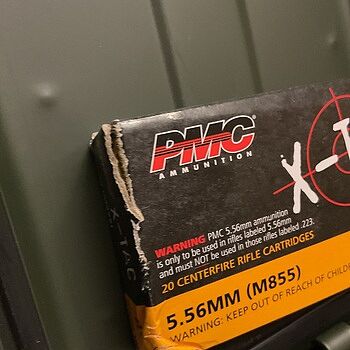 PMC
AMMUNITION
X-T
X-TAC
WARNING PMC 5.56mm ammunition
is only to be used in rifles labeled 5.56mm
and must NOT be used in those rifles labeled .223.
20 CENTERFIRE RIFLE CARTRIDGES
5.56MM (M855)
WARNING: KEEP OUT OF REACH OF CHILD